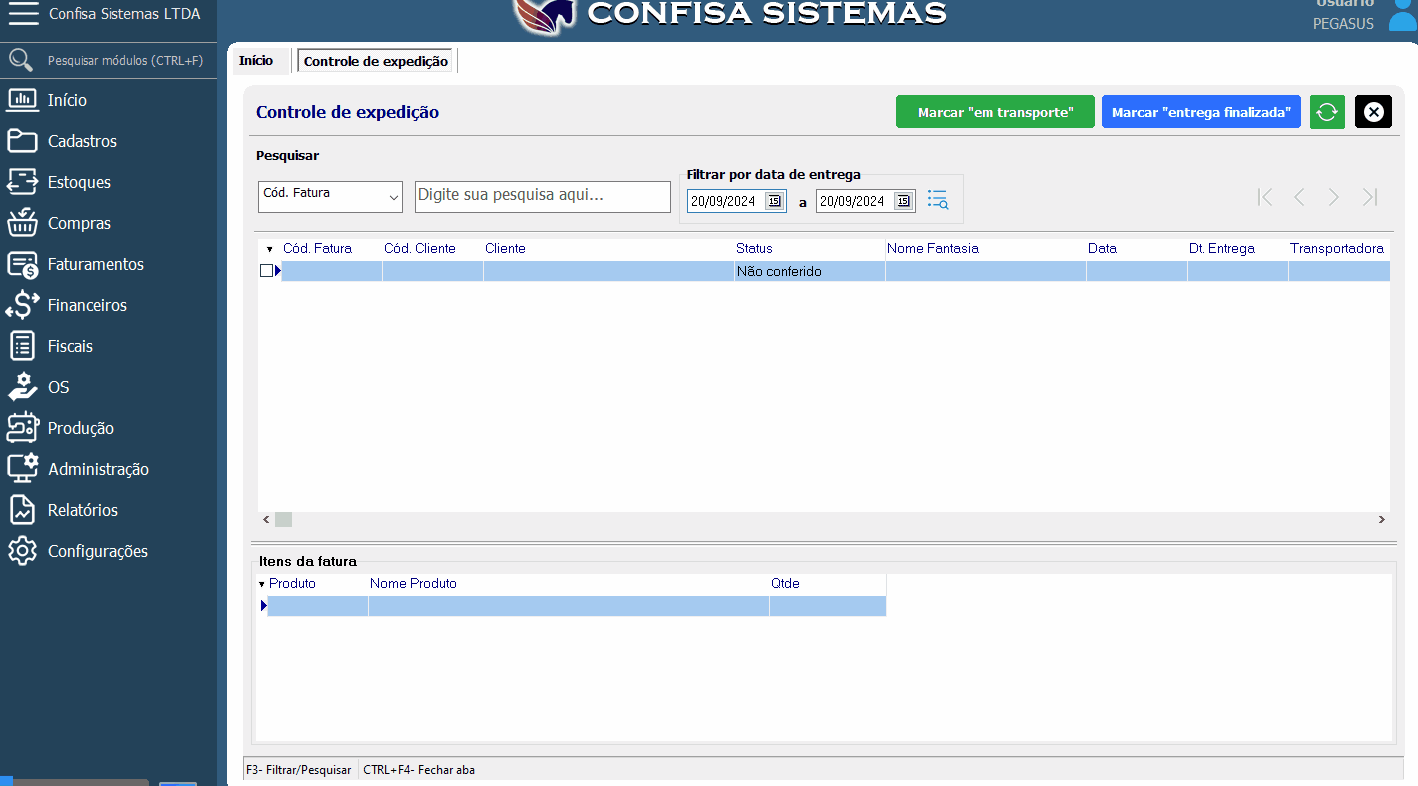 Confisa Sistemas LTDA
CONFISA SISTEMAS
Usuário
PEGASUS
Pesquisar módulos (CTRL+F)
Início
Cadastros
Estoques
Compras
Faturamentos
Financeiros
Fiscais
OS
Produção
Administração
Relatórios
Configurações
Início
Controle de expedição
Controle de expedição
Marcar "em transporte"
Marcar "entrega finalizada"
Pesquisar
Cód. Fatura
Digite sua pesquisa aqui...
Filtrar por data de entrega
20/09/2024
15
a
20/09/2024
15
Cód. Fatura Cód. Cliente Cliente Status Nome Fantasia Data Dt. Entrega Transportadora
Não conferido
Itens da fatura
Produto Nome Produto Qtde
F3- Filtrar/Pesquisar CTRL+F4- Fechar aba